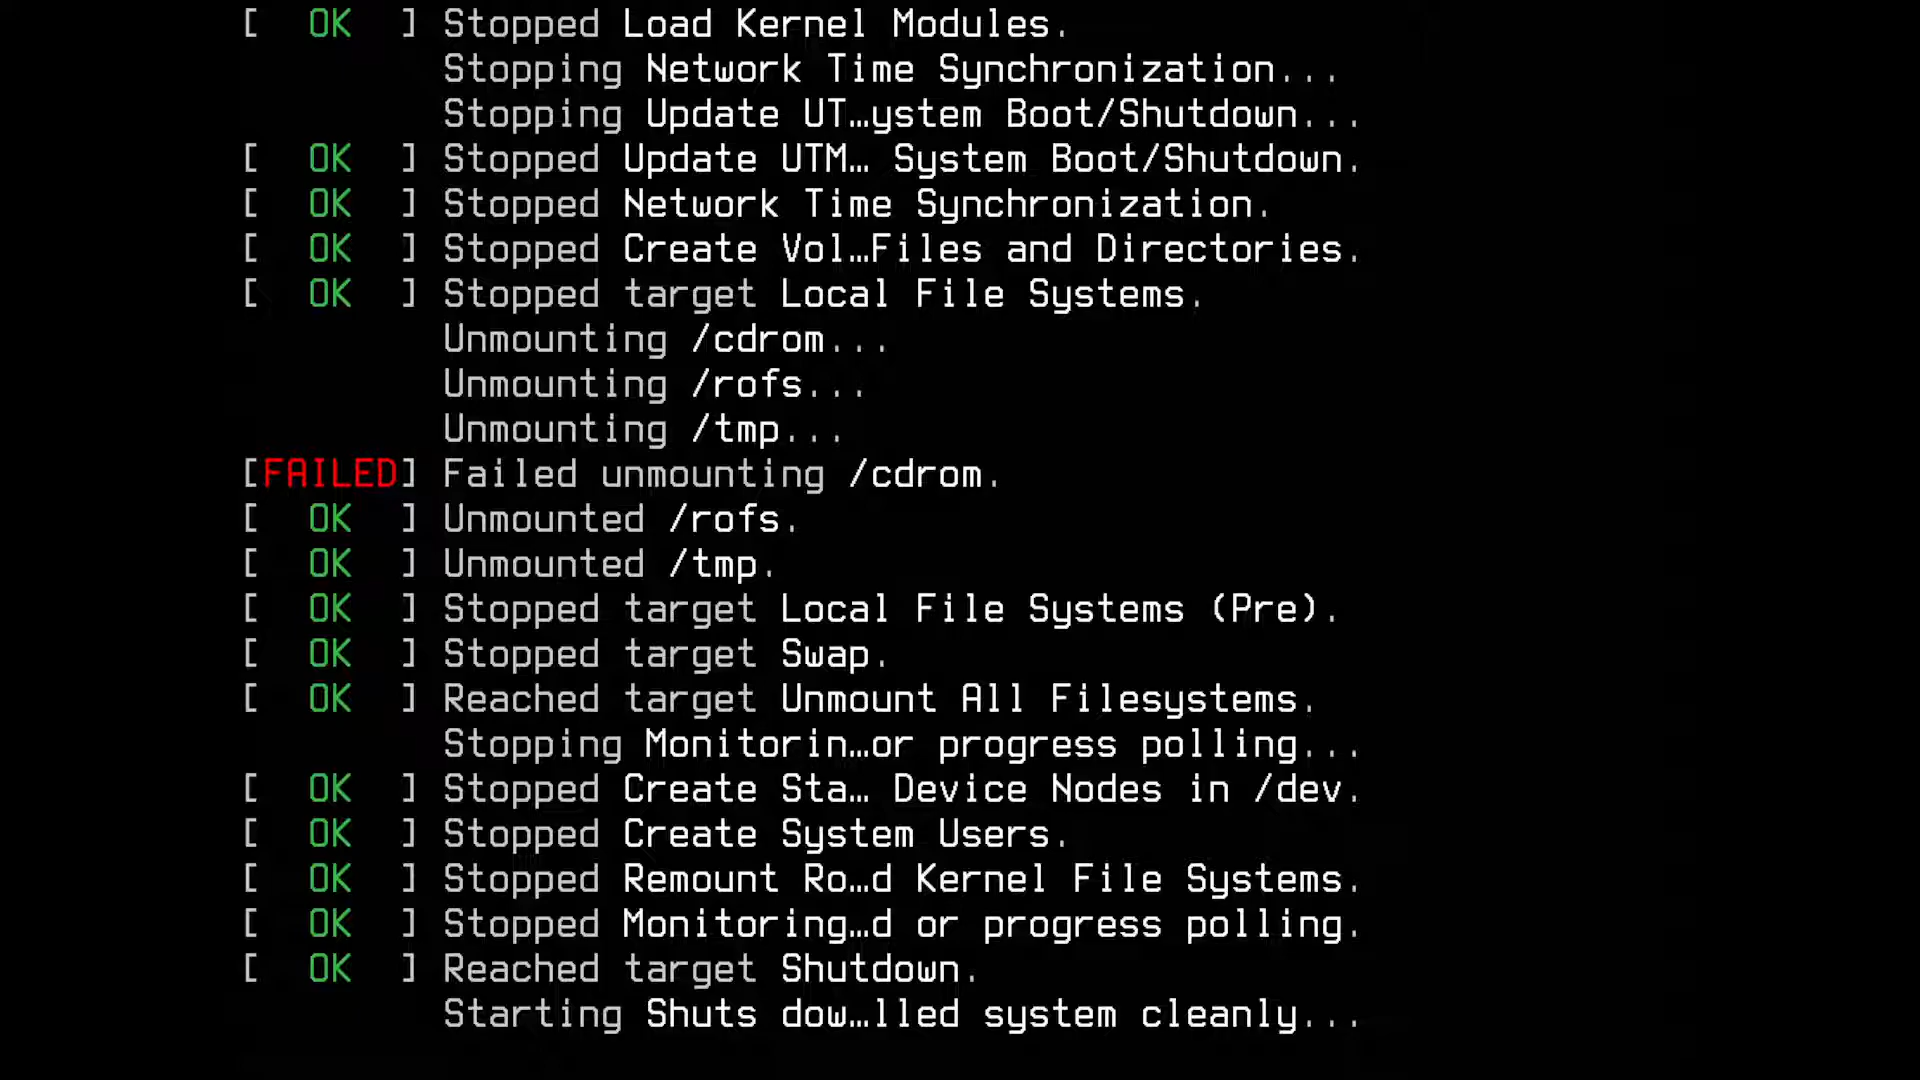 [  OK  ] Stopped Load Kernel Modules.
         Stopping Network Time Synchronization...
         Stopping Update UT…ystem Boot/Shutdown...
[  OK  ] Stopped Update UTM… System Boot/Shutdown.
[  OK  ] Stopped Network Time Synchronization.
[  OK  ] Stopped Create Vol…Files and Directories.
[  OK  ] Stopped target Local File Systems.
         Unmounting /cdrom...
         Unmounting /rofs...
         Unmounting /tmp...
[FAILED] Failed unmounting /cdrom.
[  OK  ] Unmounted /rofs.
[  OK  ] Unmounted /tmp.
[  OK  ] Stopped target Local File Systems (Pre).
[  OK  ] Stopped target Swap.
[  OK  ] Reached target Unmount All Filesystems.
         Stopping Monitorin…or progress polling...
[  OK  ] Stopped Create Sta… Device Nodes in /dev.
[  OK  ] Stopped Create System Users.
[  OK  ] Stopped Remount Ro…d Kernel File Systems.
[  OK  ] Stopped Monitoring…d or progress polling.
[  OK  ] Reached target Shutdown.
         Starting Shuts dow…lled system cleanly...